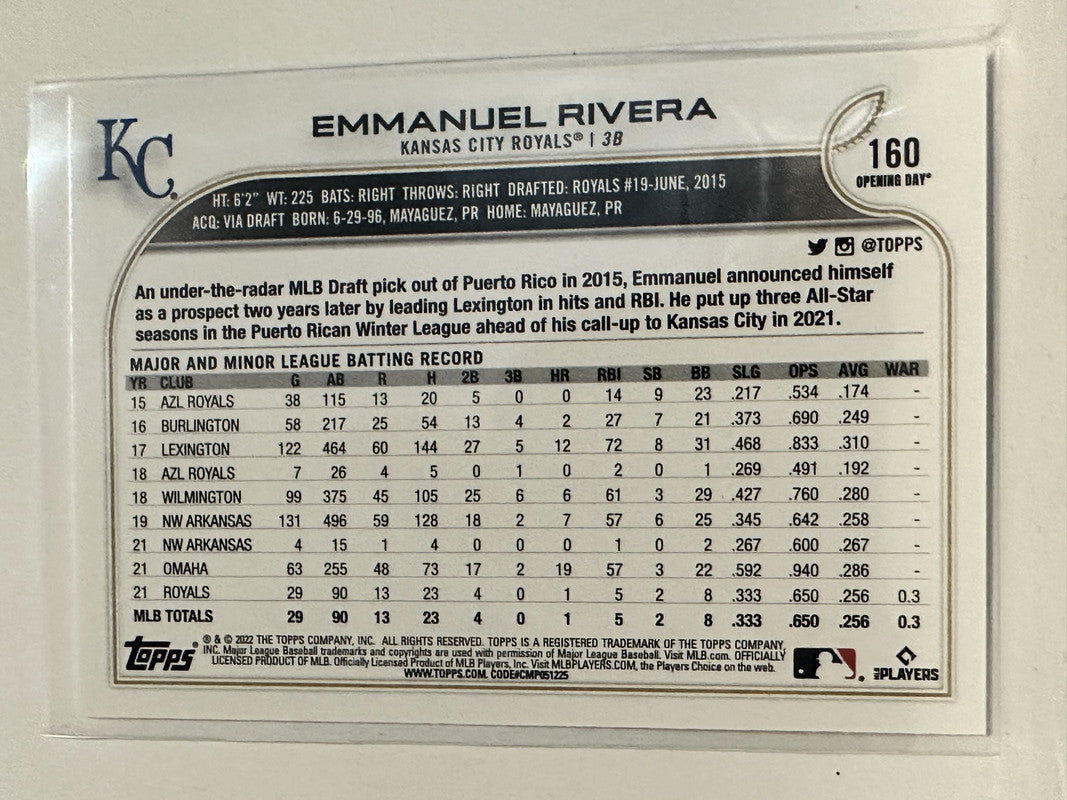 KC
EMMANUEL RIVERA
KANSAS CITY ROYALS® | 3B
160
OPENING DAY®
HT: 6'2" WT: 225 BATS: RIGHT THROWS: RIGHT DRAFTED: ROYALS #19-JUNE, 2015
ACQ: VIA DRAFT BORN: 6-29-96, MAYAGUEZ, PR HOME: MAYAGUEZ, PR
@TOPPS
An under-the-radar MLB Draft pick out of Puerto Rico in 2015, Emmanuel announced himself
as a prospect two years later by leading Lexington in hits and RBI. He put up three All-Star
seasons in the Puerto Rican Winter League ahead of his call-up to Kansas City in 2021.
MAJOR AND MINOR LEAGUE BATTING RECORD
YR CLUB G AB R H 2B 3B HR RBI SB BB SLG OPS AVG WAR
15 AZL ROYALS 38 115 13 20 5 0 0 14 9 23 .217 .534 .174 -
16 BURLINGTON 58 217 25 54 13 4 2 27 7 21 .373 .690 .249 -
17 LEXINGTON 122 464 60 144 27 5 12 72 8 31 .468 .833 .310 -
18 AZL ROYALS 7 26 4 5 0 1 0 2 0 1 .269 .491 .192 -
18 WILMINGTON 99 375 45 105 25 6 6 61 3 29 .427 .760 .280 -
19 NW ARKANSAS 131 496 59 128 18 2 7 57 6 25 .345 .642 .258 -
21 NW ARKANSAS 4 15 1 4 0 0 0 1 0 2 .267 .600 .267 -
21 OMAHA 63 255 48 73 17 2 19 57 3 22 .592 .940 .286 -
21 ROYALS 29 90 13 23 4 0 1 5 2 8 .333 .650 .256 0.3
MLB TOTALS 29 90 13 23 4 0 1 5 2 8 .333 .650 .256 0.3
Topps®
® & © 2022 THE TOPPS COMPANY, INC. ALL RIGHTS RESERVED. TOPPS IS A REGISTERED TRADEMARK OF THE TOPPS COMPANY,
INC. Major League Baseball trademarks and copyrights are used with permission of Major League Baseball. Visit MLB.com. OFFICIALLY
LICENSED PRODUCT OF MLB. Officially Licensed Product of MLB Players, Inc. Visit MLBPLAYERS.COM, the Players Choice on the web.
WWW.TOPPS.COM. CODE#CMP051225
MLB PLAYERS